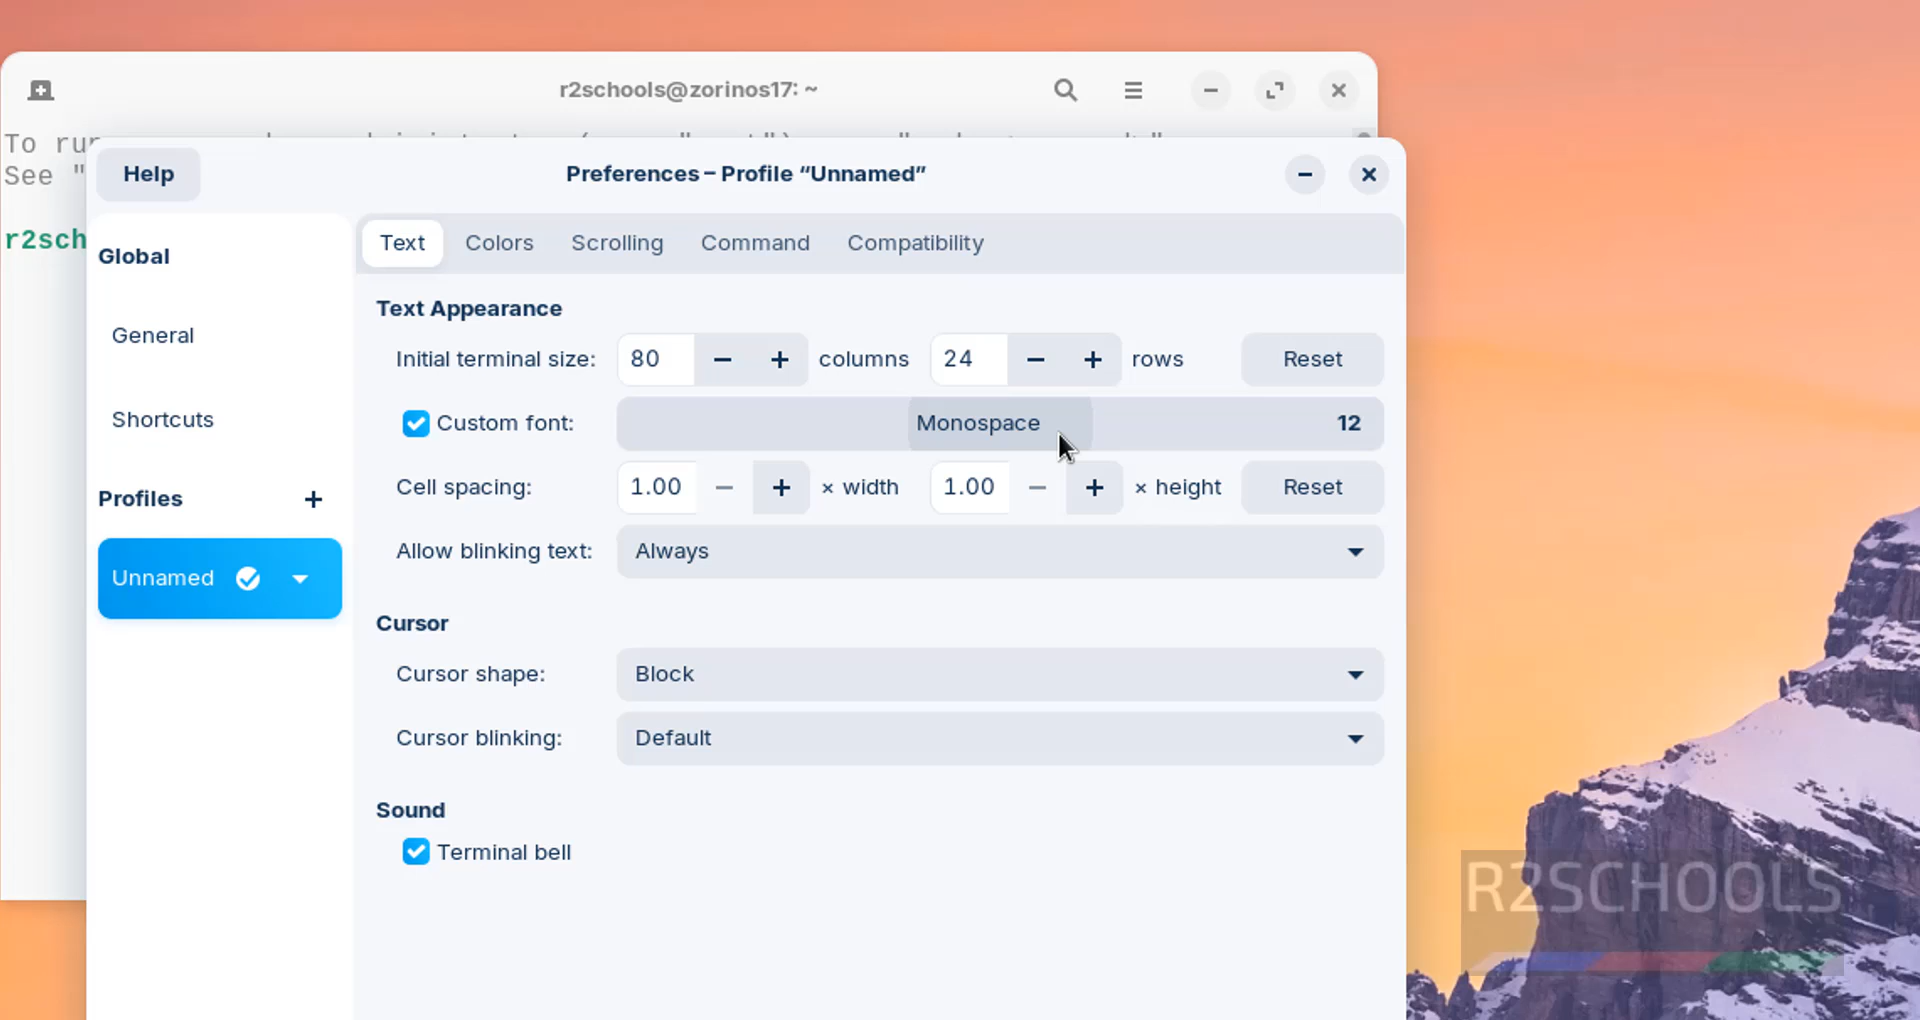 r2schools@zorinos17: ~
To run
See "
r2sch
Help
Preferences – Profile “Unnamed”
Global
General
Shortcuts
Profiles
Unnamed
Text Colors Scrolling Command Compatibility
Text Appearance
Initial terminal size: 80 columns 24 rows Reset
Custom font: Monospace 12
Cell spacing: 1.00 × width 1.00 × height Reset
Allow blinking text: Always
Cursor
Cursor shape: Block
Cursor blinking: Default
Sound
Terminal bell
R2SCHOOLS